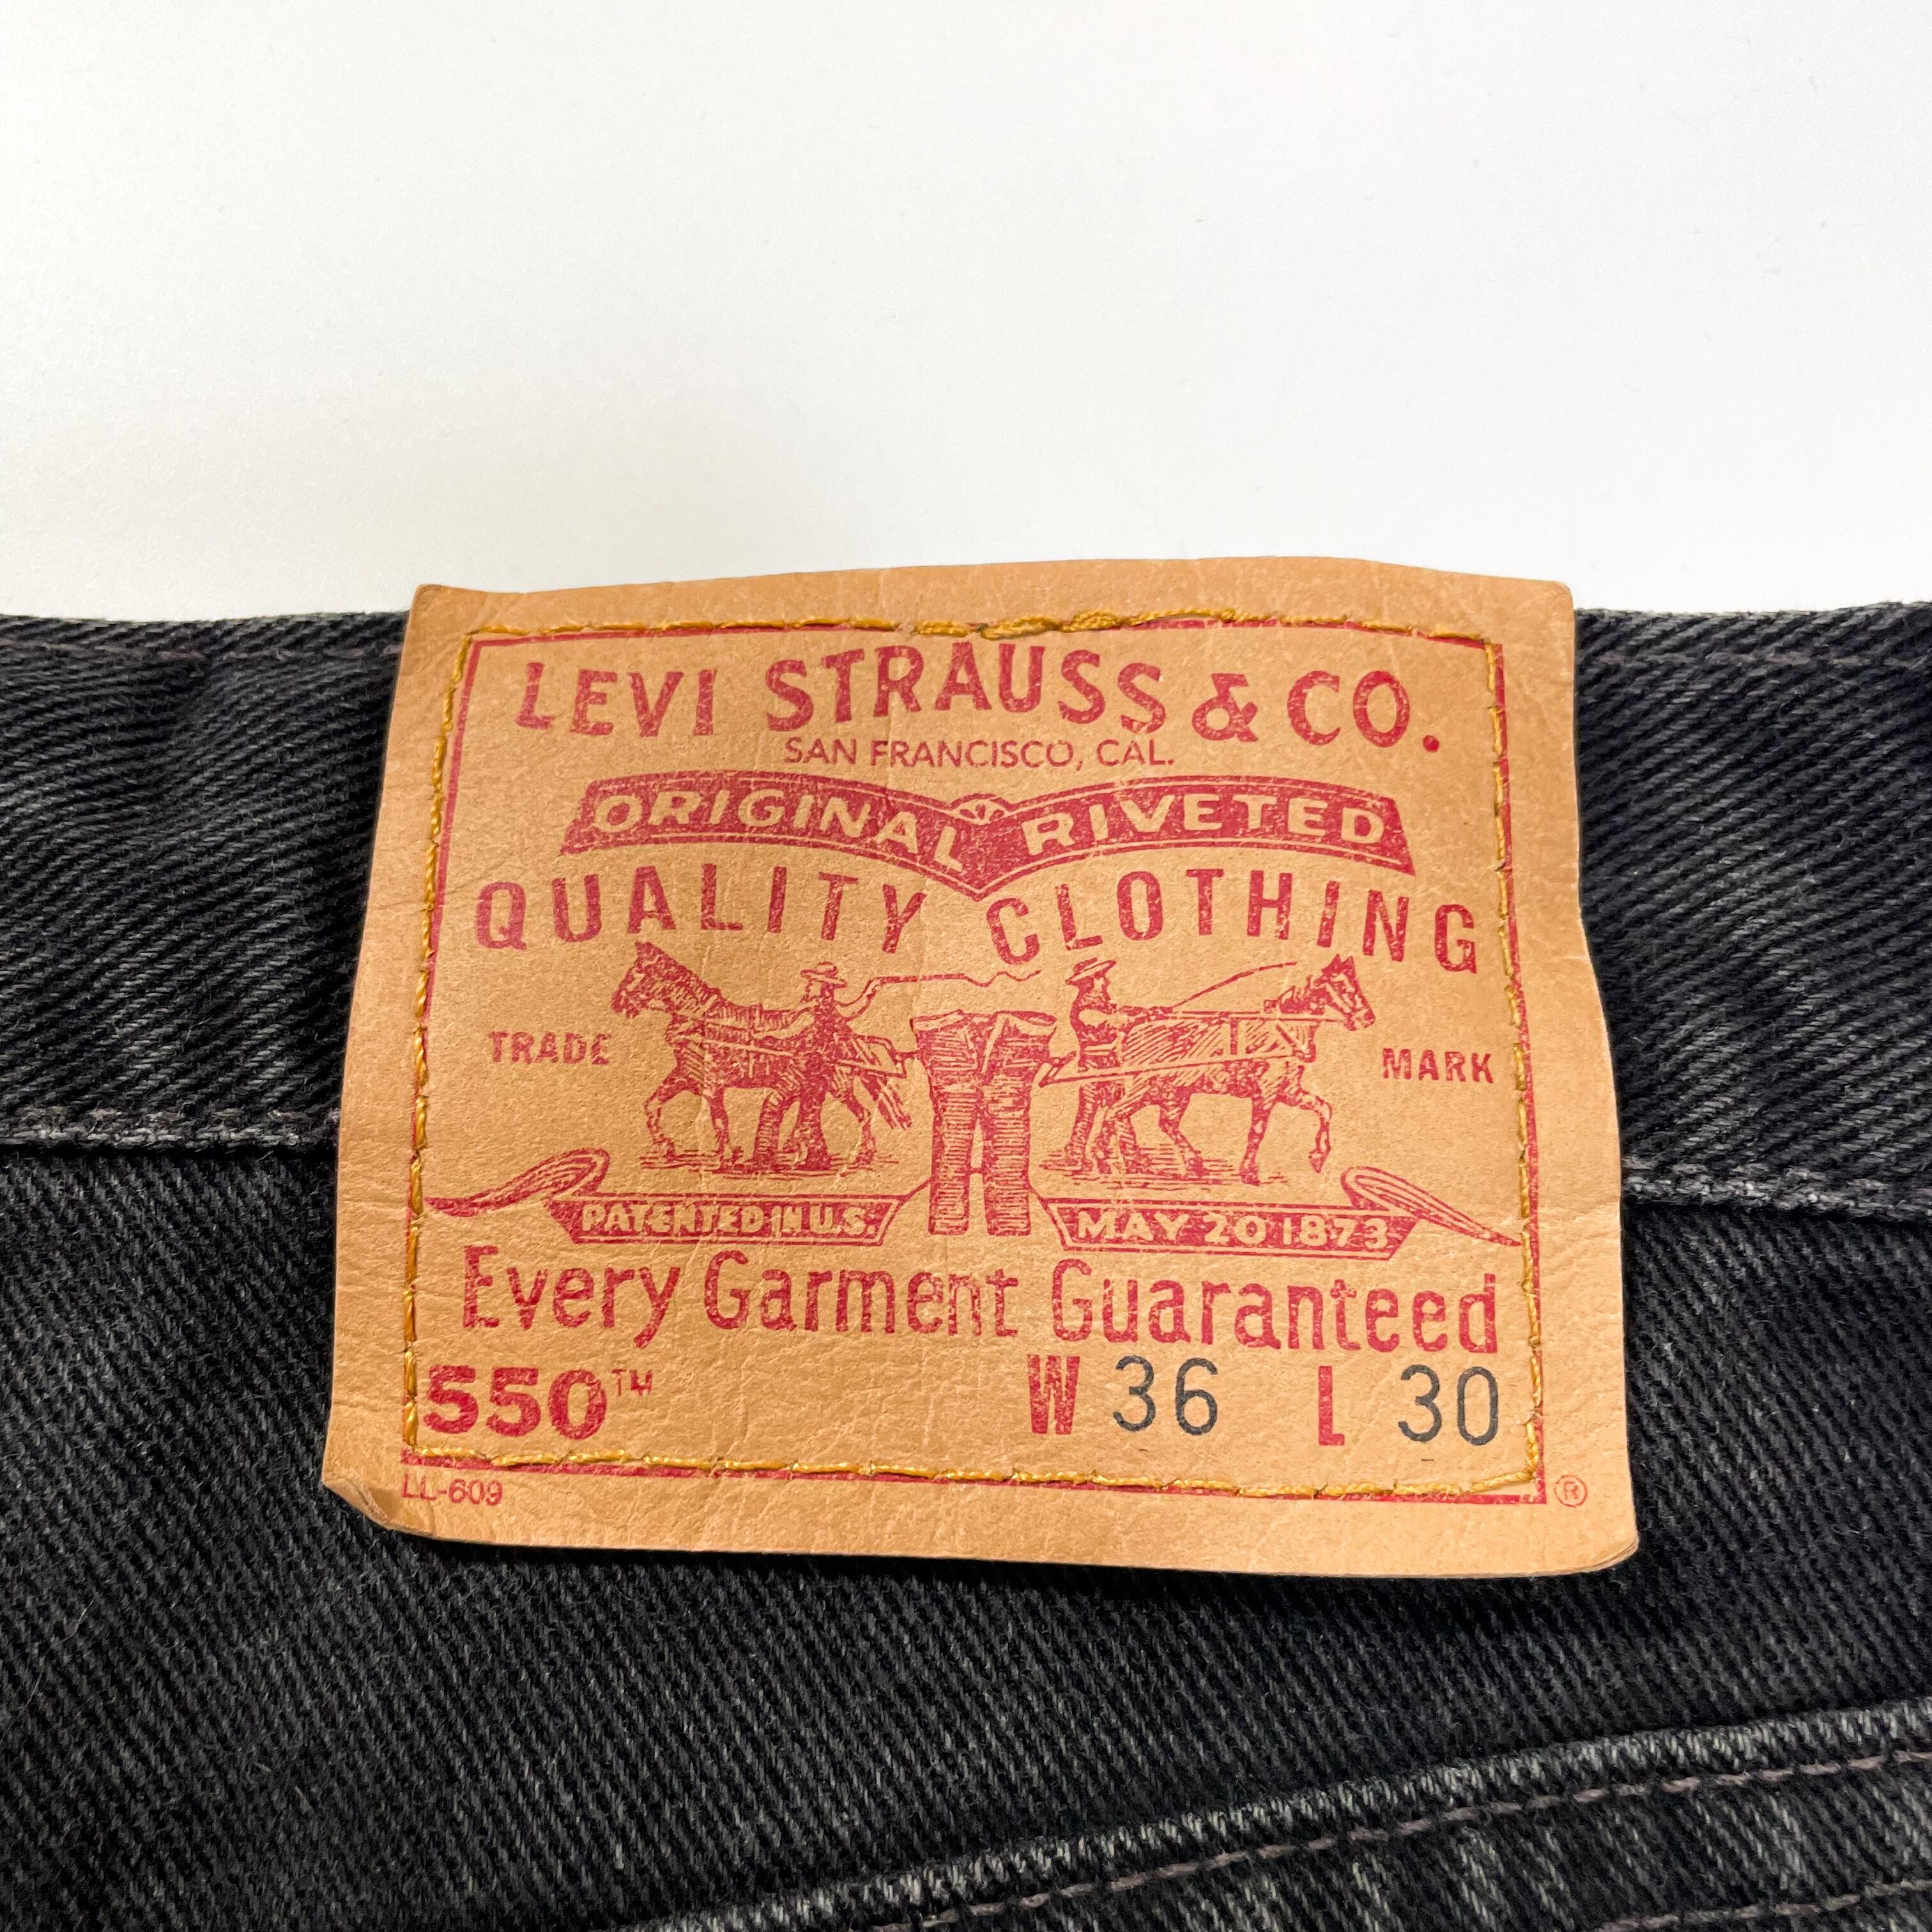 LEVI STRAUSS & CO.
SAN FRANCISCO, CAL.
ORIGINAL RIVETED
QUALITY CLOTHING
TRADE MARK
PATENTED IN U.S. MAY 20 1873
Every Garment Guaranteed
550™ W 36 L 30
LL-609 ®